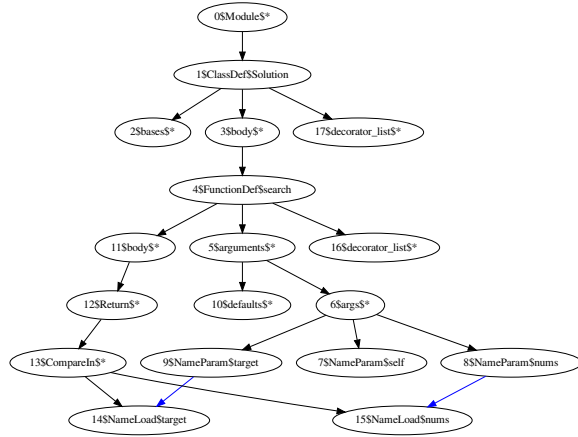 0$Module$*
1$ClassDef$Solution
2$bases$*
3$body$*
17$decorator_list$*
4$FunctionDef$search
11$body$*
5$arguments$*
16$decorator_list$*
12$Return$*
10$defaults$*
6$args$*
13$CompareIn$*
9$NameParam$target
7$NameParam$self
8$NameParam$nums
14$NameLoad$target
15$NameLoad$nums